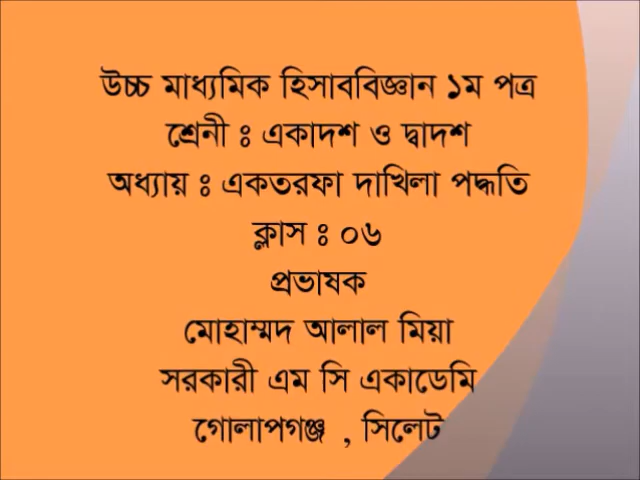 উচ্চ মাধ্যমিক হিসাববিজ্ঞান ১ম পত্র
শ্রেনী ঃ একাদশ ও দ্বাদশ
অধ্যায় ঃ একতরফা দাখিলা পদ্ধতি
ক্লাস ঃ ০৬
প্রভাষক
মোহাম্মদ আলাল মিয়া
সরকারী এম সি একাডেমি
গোলাপগঞ্জ , সিলেট